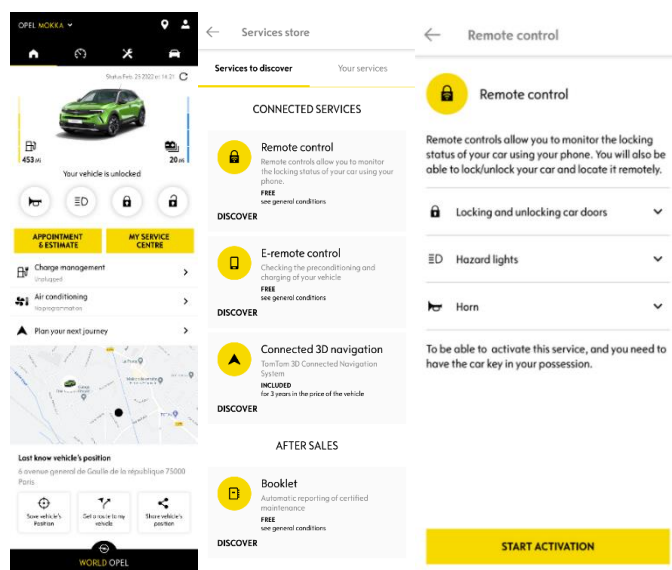 OPEL MOKKA
Status Feb. 23 2022 at 14:21
453 mi
20 mi
Your vehicle is unlocked
APPOINTMENT
& ESTIMATE
MY SERVICE
CENTRE
Charge management
Unplugged
Air conditioning
No programmation
Plan your next journey
Last know vehicle's position
6 avenue general de Gaulle de la république 75000
Paris
Save vehicle's
Position
Get a route to my
vehicle
Share vehicle's
position
WORLD OPEL
Services store
Services to discover
Your services
CONNECTED SERVICES
Remote control
Remote controls allow you to monitor
the locking status of your car using your
phone.
FREE
see general conditions
DISCOVER
E-remote control
Checking the preconditioning and
charging of your vehicle
FREE
see general conditions
DISCOVER
Connected 3D navigation
TomTom 3D Connected Navigation
System
INCLUDED
for 3 years in the price of the vehicle
DISCOVER
AFTER SALES
Booklet
Automatic reporting of certified
maintenance
FREE
see general conditions
DISCOVER
Remote control
Remote control
Remote controls allow you to monitor the locking
status of your car using your phone. You will also be
able to lock/unlock your car and locate it remotely.
Locking and unlocking car doors
Hazard lights
Horn
To be able to activate this service, and you need to
have the car key in your possession.
START ACTIVATION